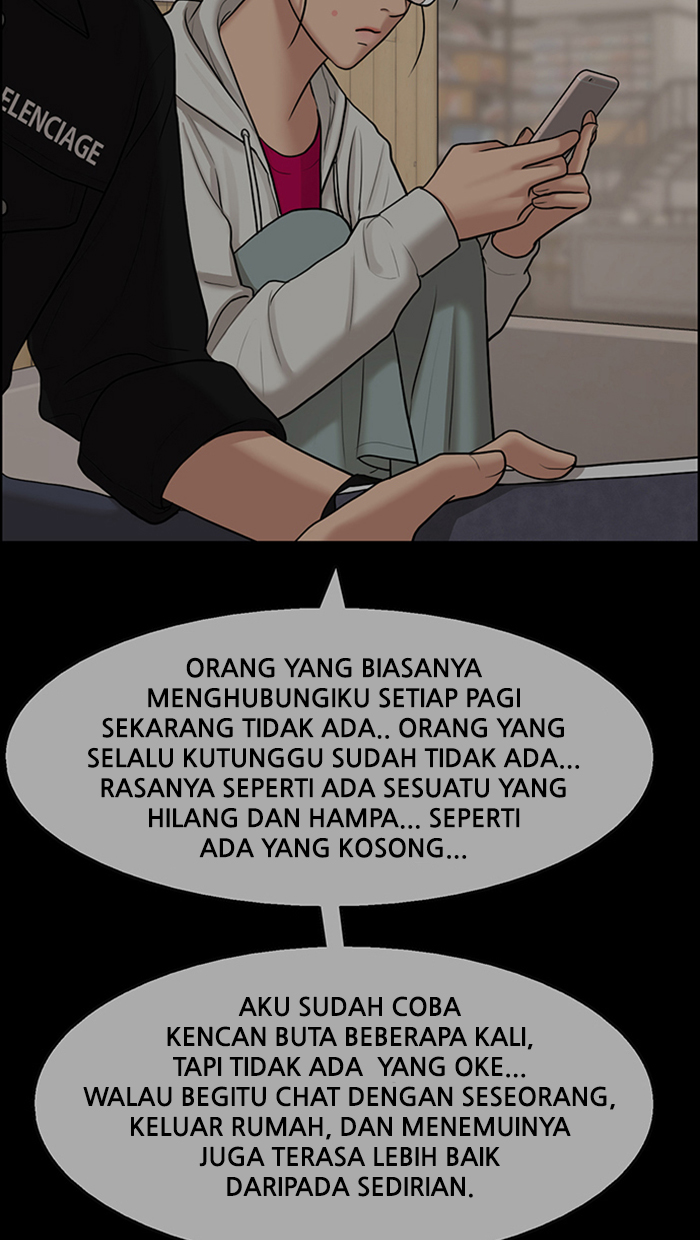 ELENCIAGE
ORANG YANG BIASANYA
MENGHUBUNGIKU SETIAP PAGI
SEKARANG TIDAK ADA.. ORANG YANG
SELALU KUTUNGGU SUDAH TIDAK ADA...
RASANYA SEPERTI ADA SESUATU YANG
HILANG DAN HAMPA... SEPERTI
ADA YANG KOSONG...
AKU SUDAH COBA
KENCAN BUTA BEBERAPA KALI,
TAPI TIDAK ADA  YANG OKE...
WALAU BEGITU CHAT DENGAN SESEORANG,
KELUAR RUMAH, DAN MENEMUINYA
JUGA TERASA LEBIH BAIK
DARIPADA SEDIRIAN.